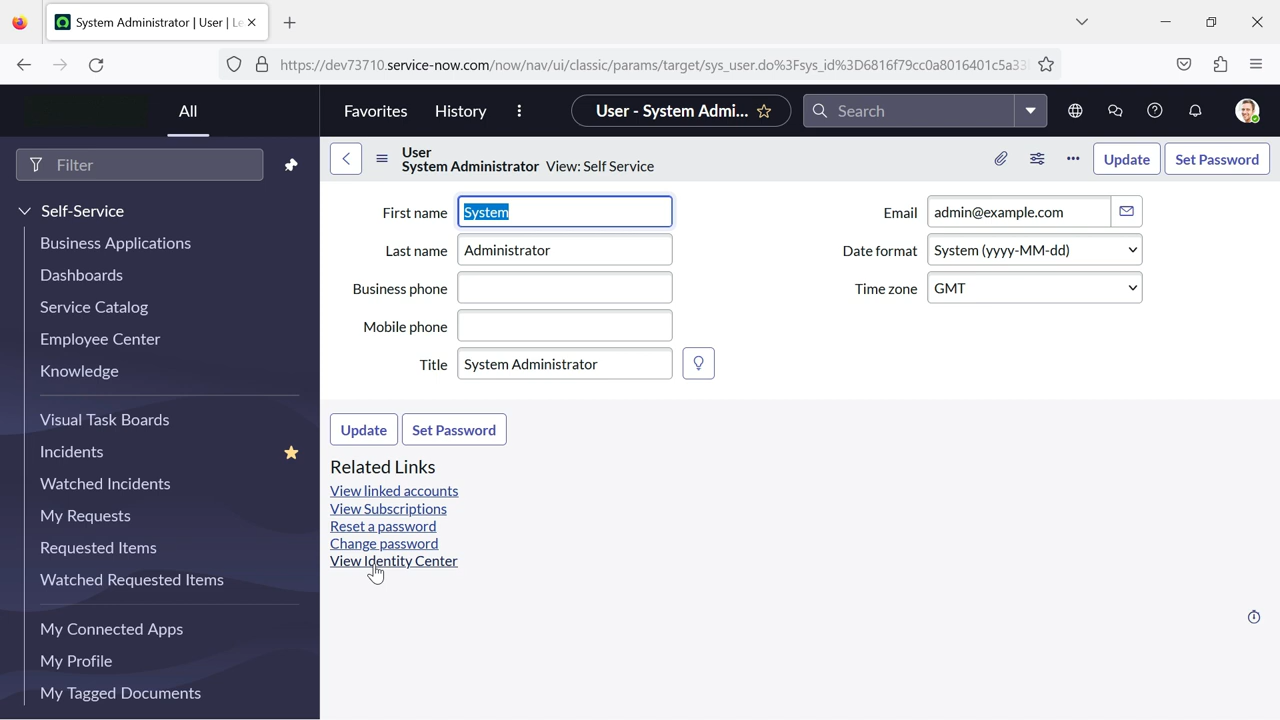 System Administrator | User | Le
https://dev73710.service-now.com/now/nav/ui/classic/params/target/sys_user.do%3Fsys_id%3D6816f79cc0a8016401c5a33
All
Favorites
History
User - System Admi...
Search
Filter
User
System Administrator View: Self Service
Update
Set Password
Self-Service
Business Applications
Dashboards
Service Catalog
Employee Center
Knowledge
Visual Task Boards
Incidents
Watched Incidents
My Requests
Requested Items
Watched Requested Items
My Connected Apps
My Profile
My Tagged Documents
First name System
Last name Administrator
Business phone
Mobile phone
Title System Administrator
Email admin@example.com
Date format System (yyyy-MM-dd)
Time zone GMT
Update
Set Password
Related Links
View linked accounts
View Subscriptions
Reset a password
Change password
View Identity Center